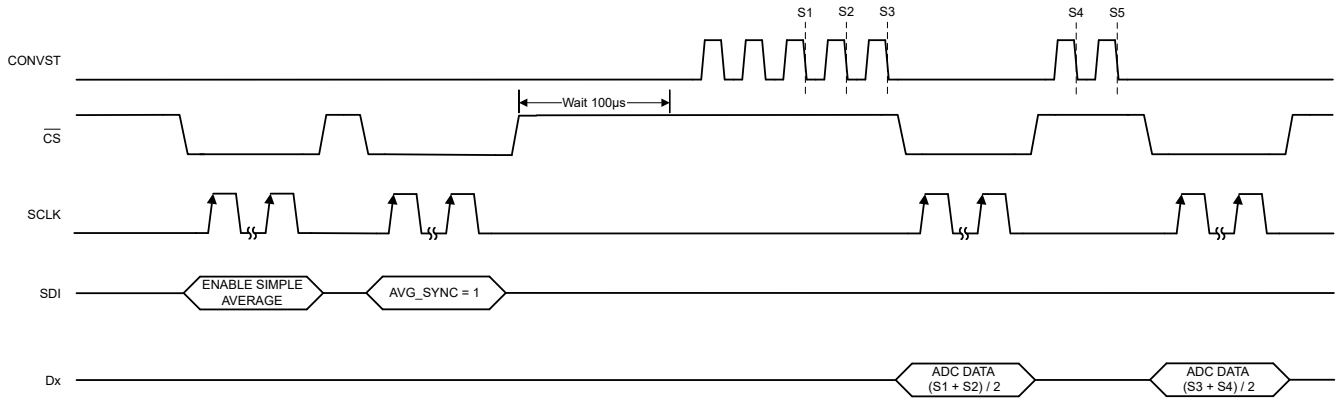 S1 S2 S3 S4 S5
CONVST
Wait 100µs
CS
SCLK
SDI
ENABLE SIMPLE
AVERAGE
AVG_SYNC = 1
Dx
ADC DATA
(S1 + S2) / 2
ADC DATA
(S3 + S4) / 2